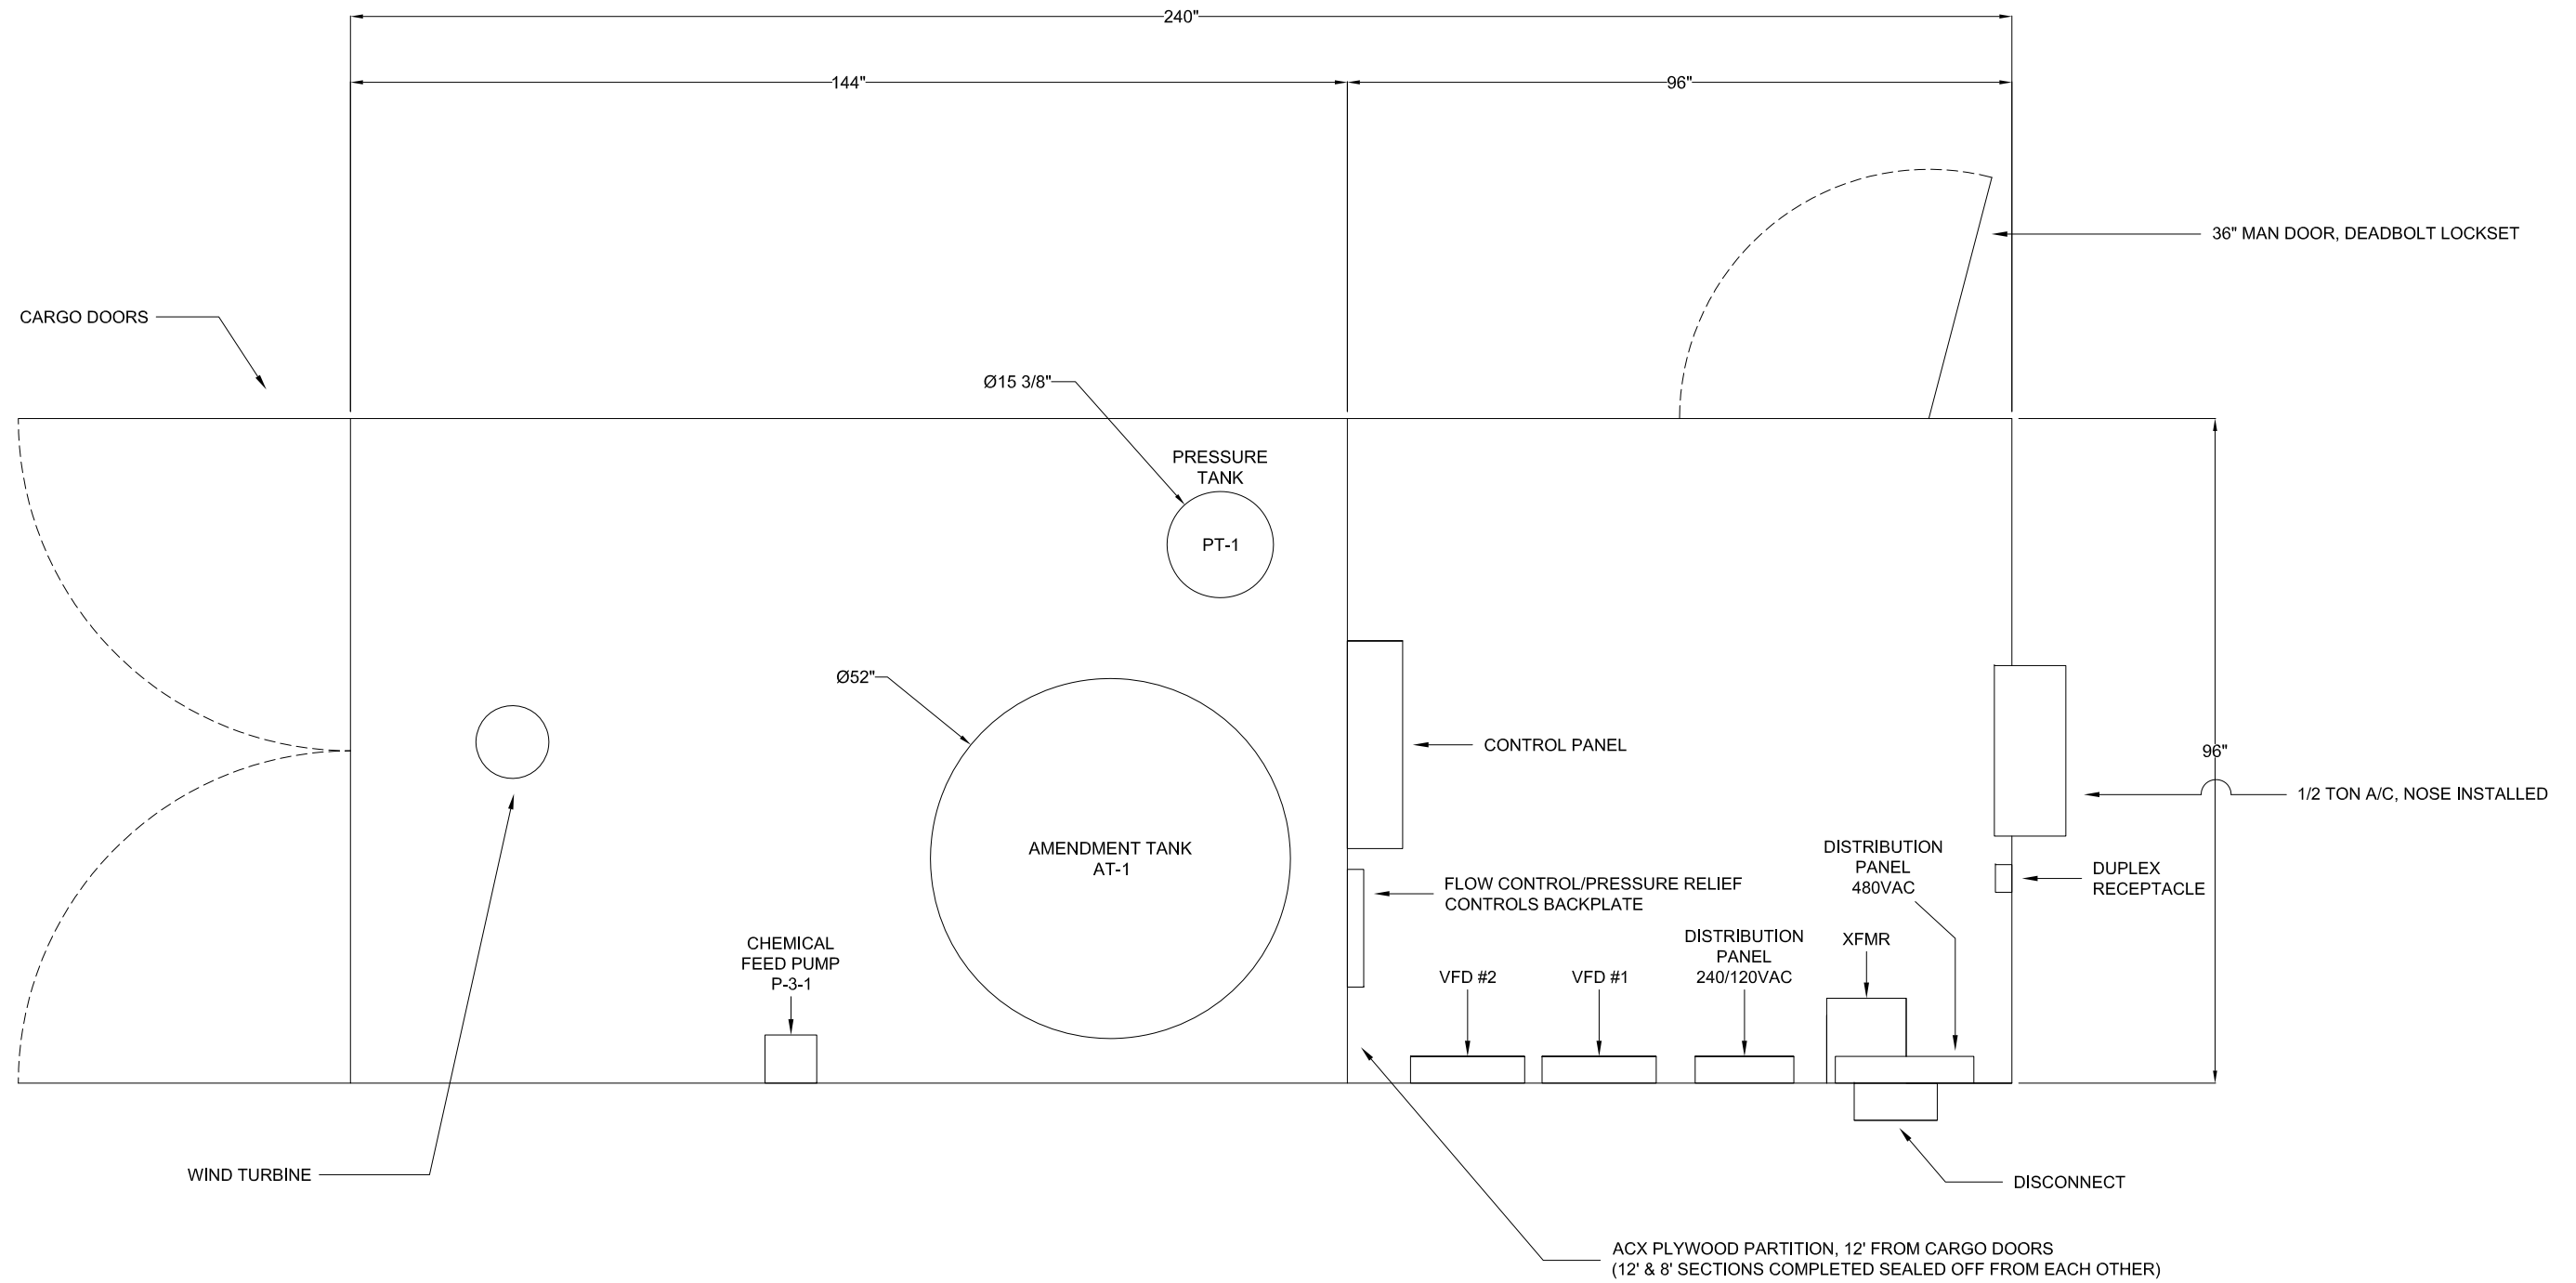 240"
144"
96"
36" MAN DOOR, DEADBOLT LOCKSET
CARGO DOORS
Ø15 3/8"
PRESSURE
TANK
PT-1
Ø52"
CONTROL PANEL
96"
1/2 TON A/C, NOSE INSTALLED
AMENDMENT TANK
AT-1
DISTRIBUTION
PANEL
480VAC
DUPLEX
RECEPTACLE
FLOW CONTROL/PRESSURE RELIEF
CONTROLS BACKPLATE
CHEMICAL
FEED PUMP
P-3-1
VFD #2
VFD #1
DISTRIBUTION
PANEL
240/120VAC
XFMR
WIND TURBINE
DISCONNECT
ACX PLYWOOD PARTITION, 12' FROM CARGO DOORS
(12' & 8' SECTIONS COMPLETED SEALED OFF FROM EACH OTHER)